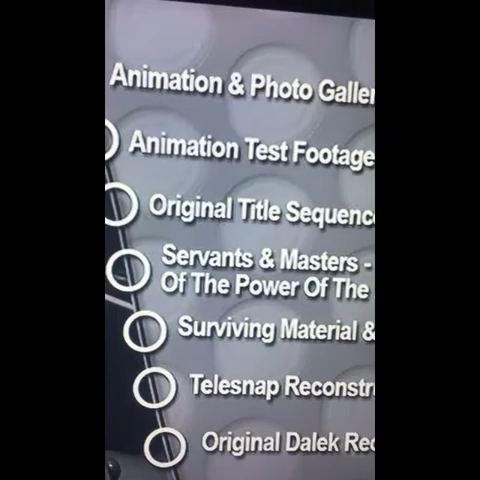 Animation & Photo Galler
Animation Test Footage
Original Title Sequenc
Servants & Masters -
Of The Power Of The
Surviving Material &
Telesnap Reconstr
Original Dalek Rec